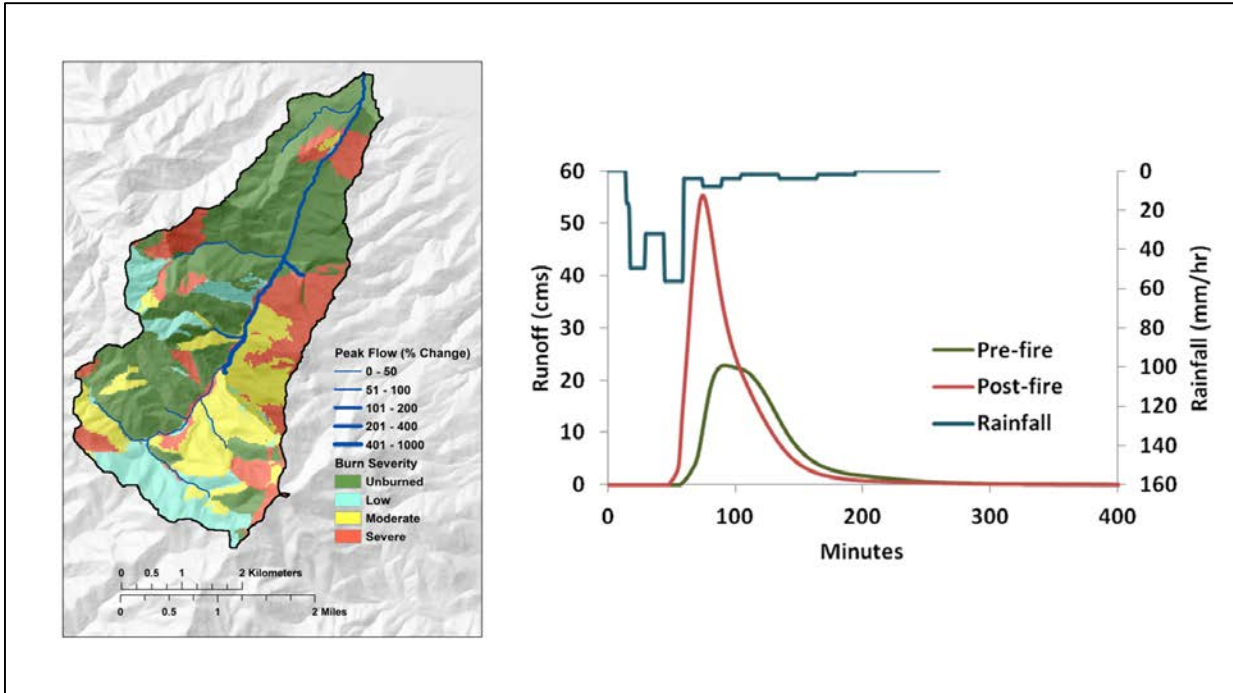 Peak Flow (% Change)
0 - 50
51 - 100
101 - 200
201 - 400
401 - 1000
Burn Severity
Unburned
Low
Moderate
Severe
0 0.5 1 2 Kilometers
0 0.5 1 2 Miles
60
50
40
30
20
10
0
Runoff (cms)
0
20
40
60
80
100
120
140
160
Rainfall (mm/hr)
Pre-fire
Post-fire
Rainfall
0 100 200 300 400
Minutes